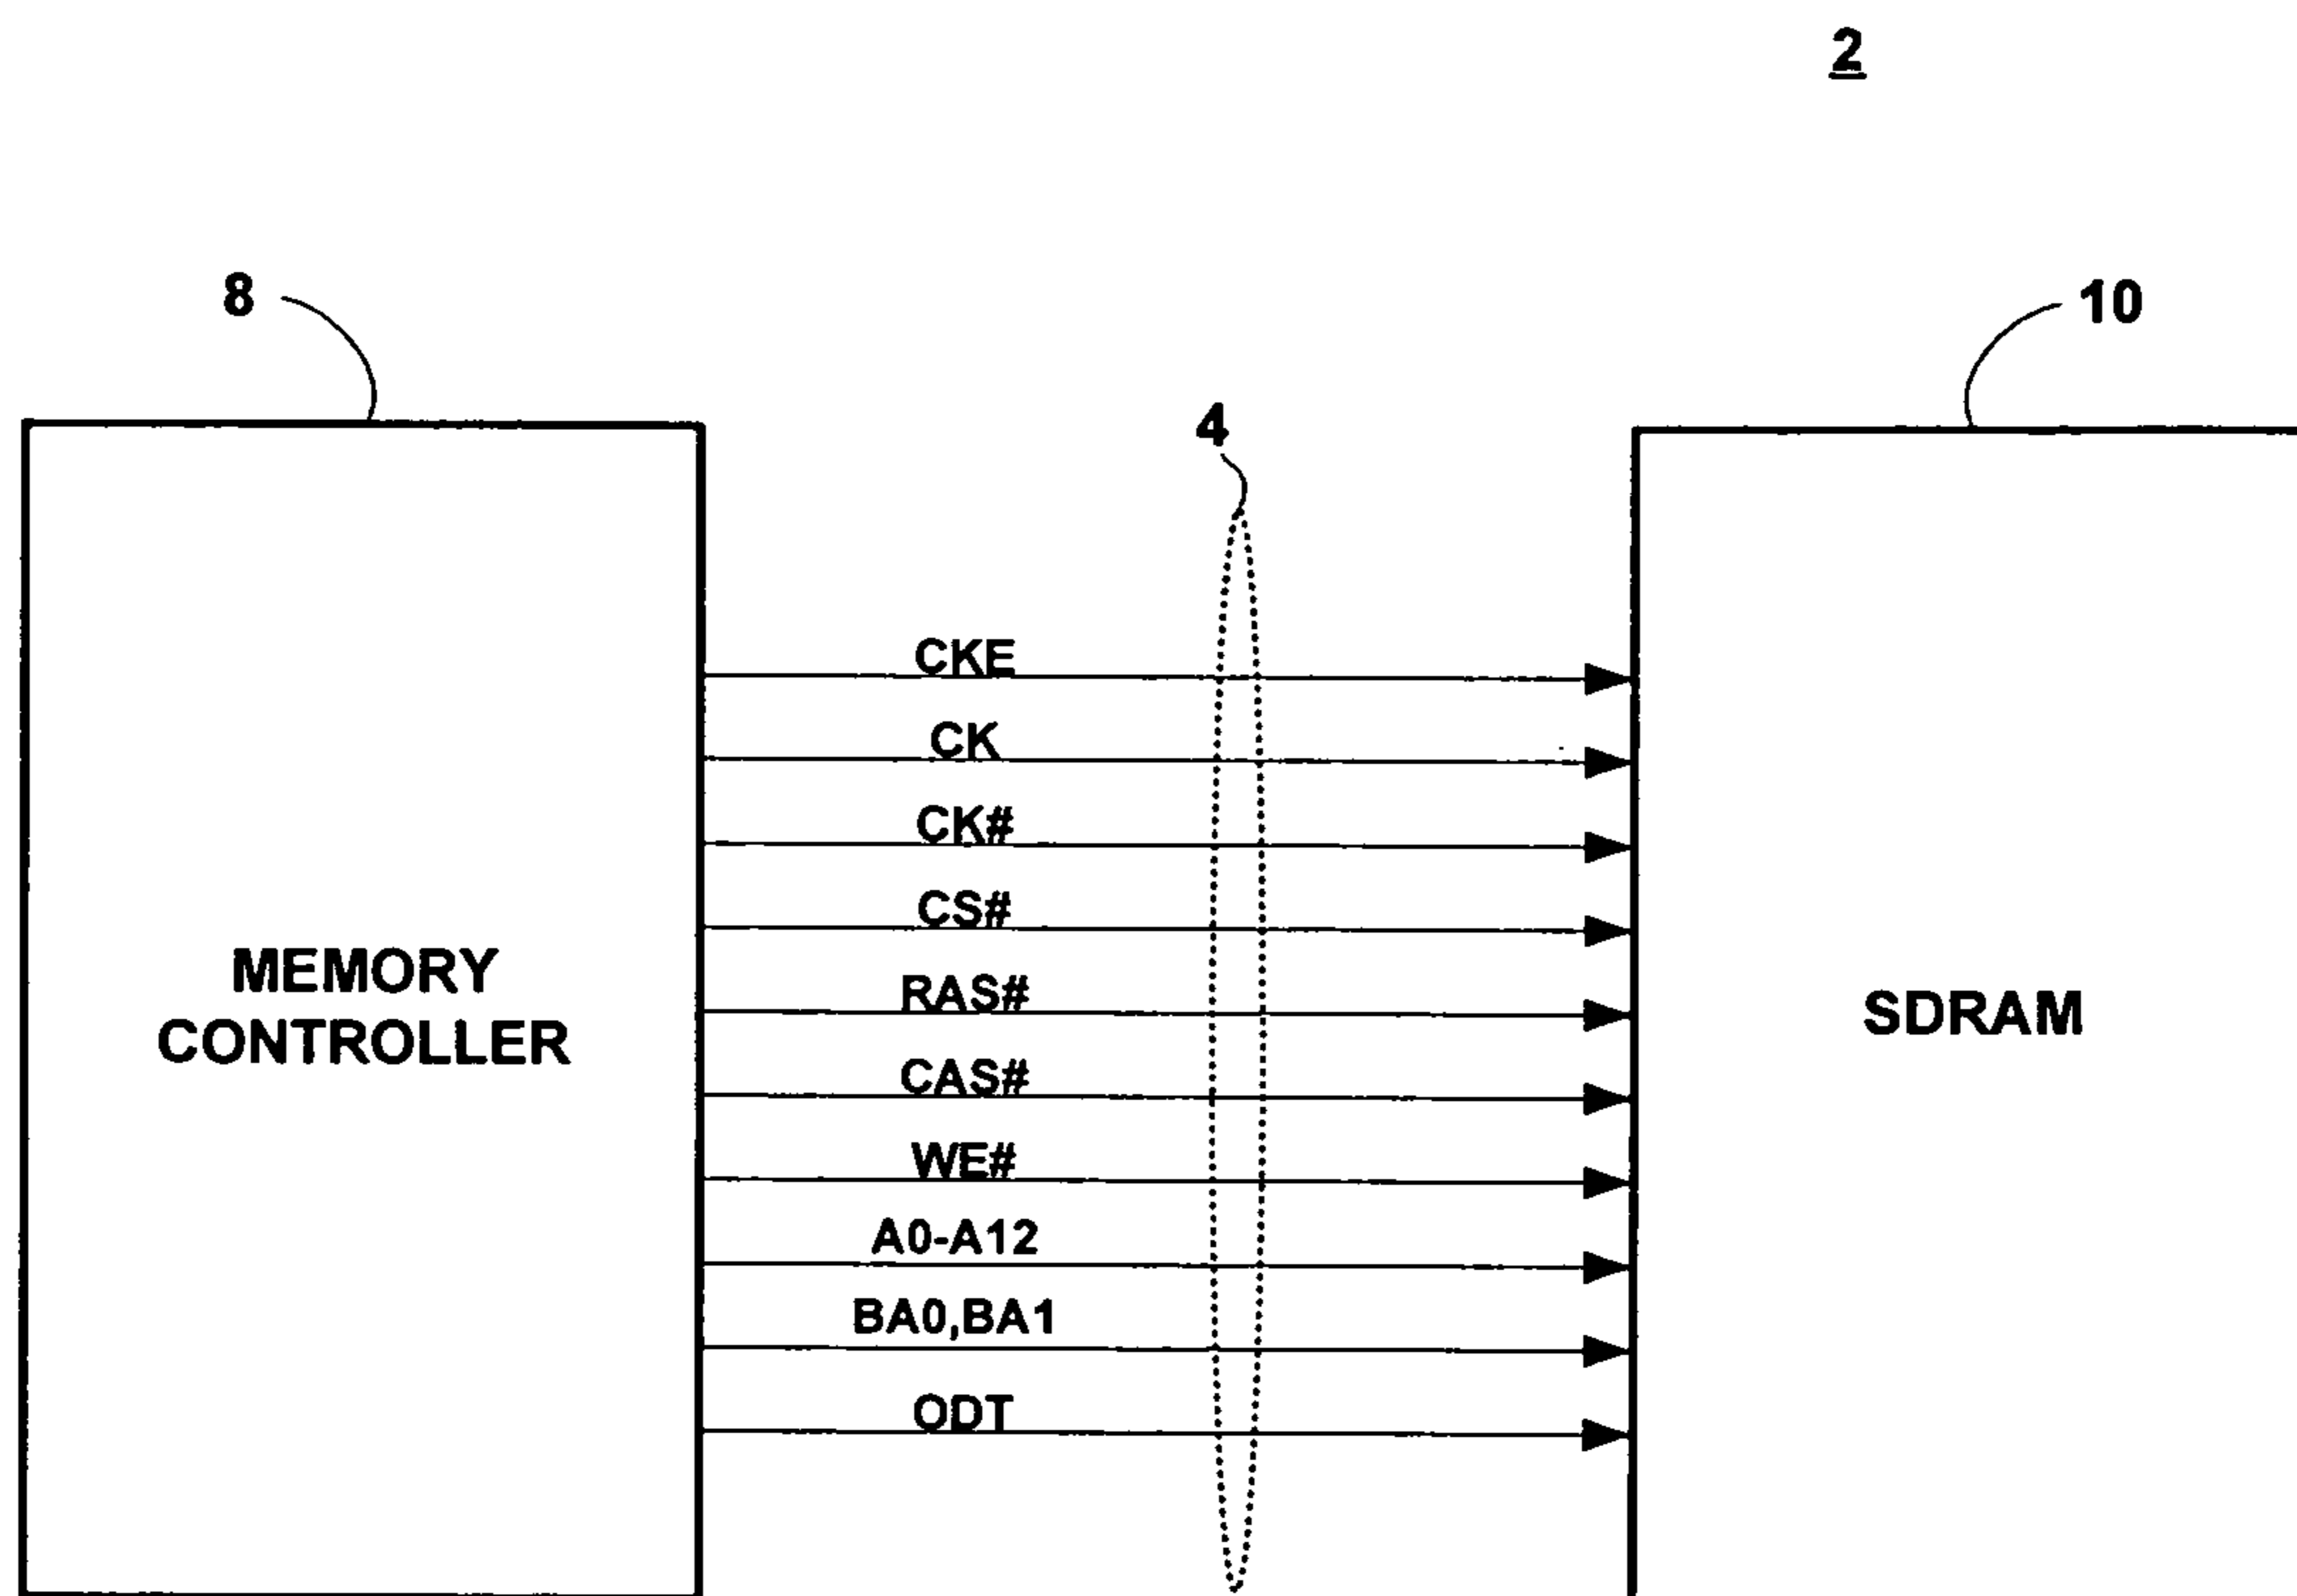 2
8
10
4
CKE
CK
CK#
CS#
RAS#
CAS#
WE#
A0-A12
BA0,BA1
ODT
MEMORY
CONTROLLER
SDRAM